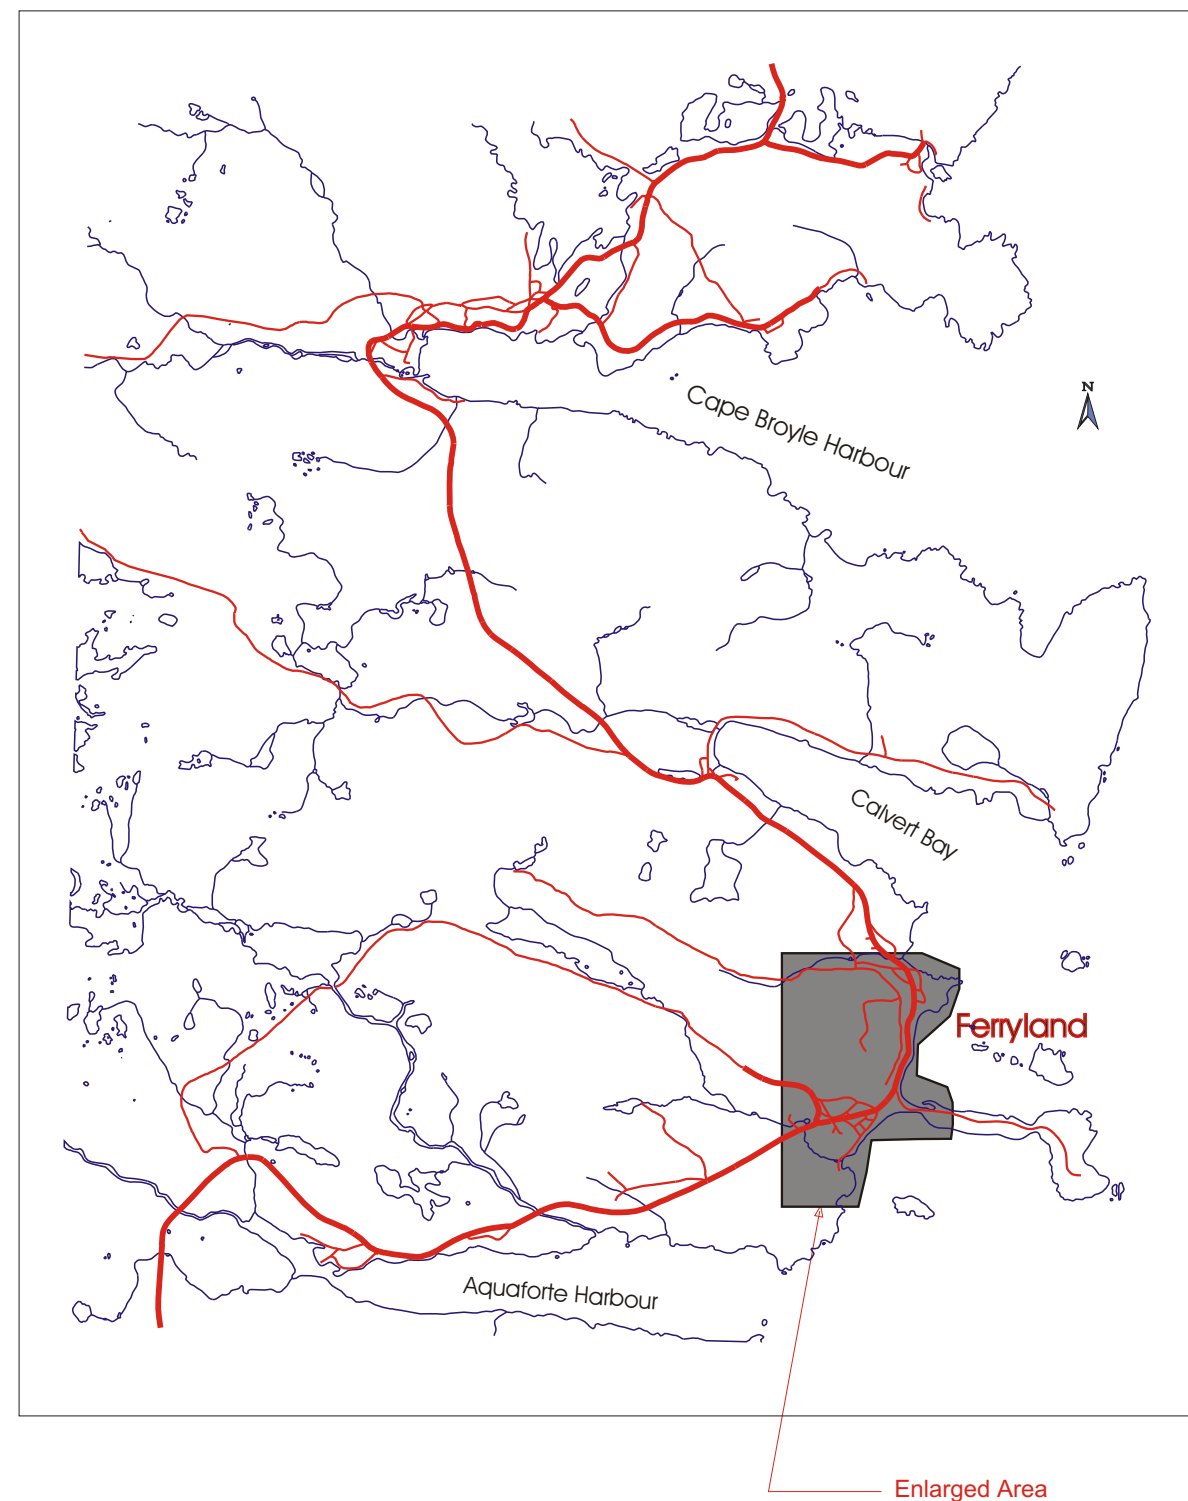 N
Cape Broyle Harbour
Calvert Bay
Ferryland
Aquaforte Harbour
Enlarged Area